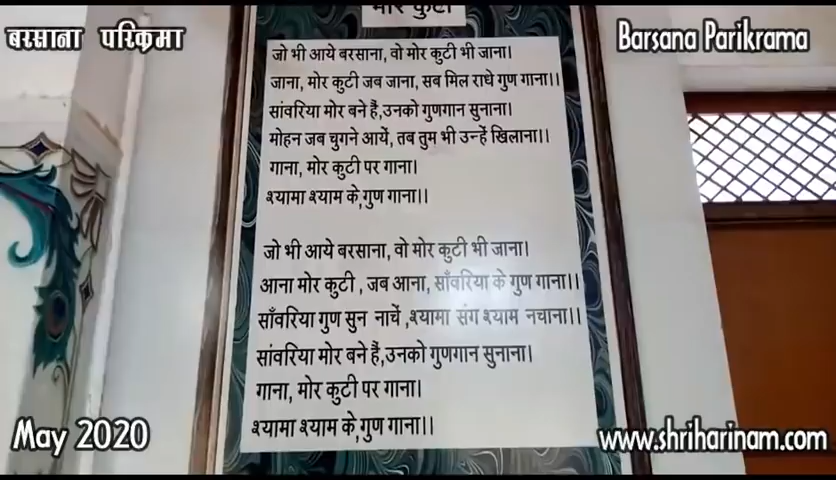 मोर कुटी
बरसाना परिक्रमा
Barsana Parikrama
जो भी आये बरसाना, वो मोर कुटी भी जाना।
जाना, मोर कुटी जब जाना, सब मिल राधे गुण गाना।।
सांवरिया मोर बने है,उनको गुणगान सुनाना।
मोहन जब चुगने आयें, तब तुम भी उन्हें खिलाना।।
गाना, मोर कुटी पर गाना।
श्यामा श्याम के,गुण गाना।।
जो भी आये बरसाना, वो मोर कुटी भी जाना।
आना मोर कुटी , जब आना, साँवरिया के गुण गाना।।
साँवरिया गुण सुन नाचें ,श्यामा संग श्याम नचाना।।
सांवरिया मोर बने हैं,उनको गुणगान सुनाना।
गाना, मोर कुटी पर गाना।
श्यामा श्याम के,गुण गाना।।
May 2020
www.shriharinam.com